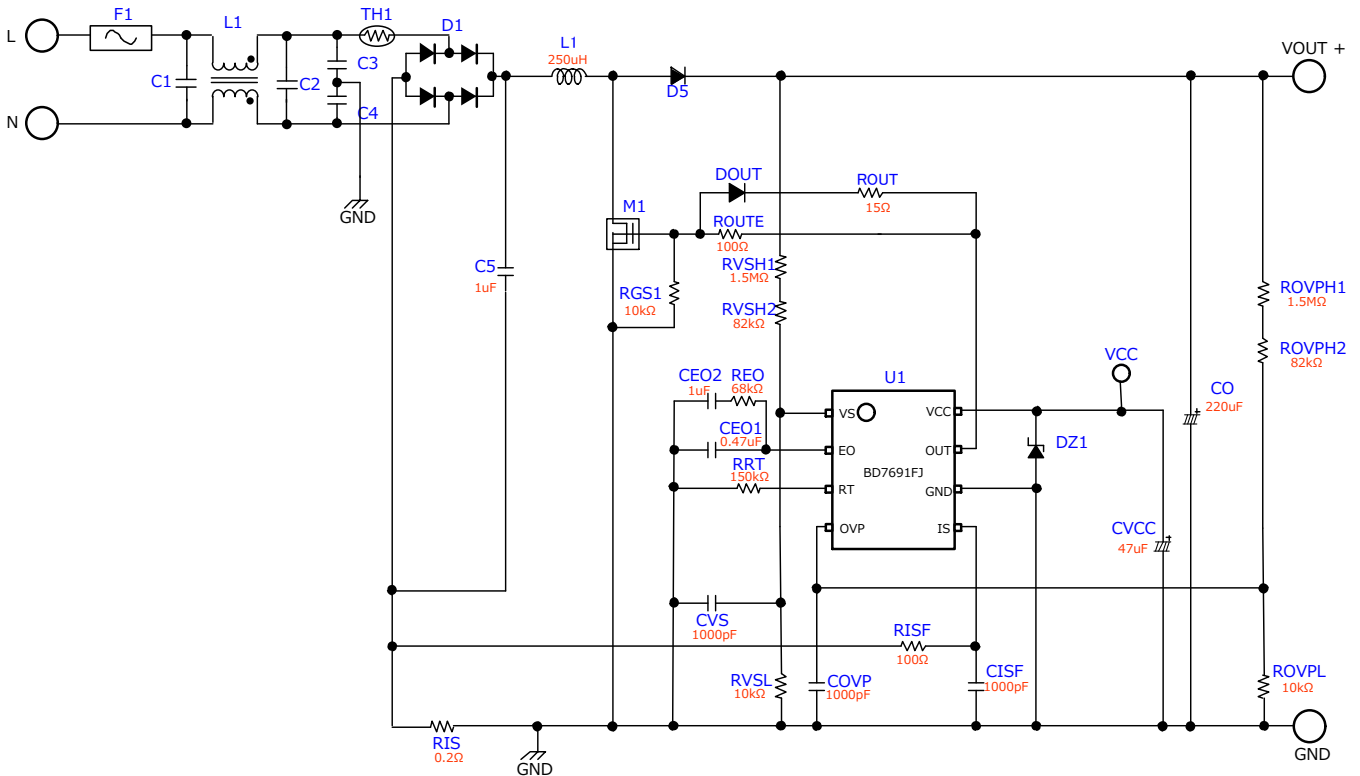 F1
L1
TH1
D1
L
C1
C2
C3
C4
N
GND
L1
250uH
D5
VOUT +
DOUT
ROUT
15Ω
M1
ROUTE
100Ω
C5
1uF
RVSH1
1.5MΩ
RGS1
10kΩ
RVSH2
82kΩ
ROVPH1
1.5MΩ
ROVPH2
82kΩ
VCC
CEO2
1uF
REO
68kΩ
U1
CO
220uF
VS
VCC
CEO1
0.47uF
EO
OUT
DZ1
BD7691FJ
RRT
150kΩ
RT
GND
OVP
IS
CVCC
47uF
CVS
1000pF
RISF
100Ω
RVSL
10kΩ
COVP
1000pF
CISF
1000pF
ROVPL
10kΩ
RIS
0.2Ω
GND
GND